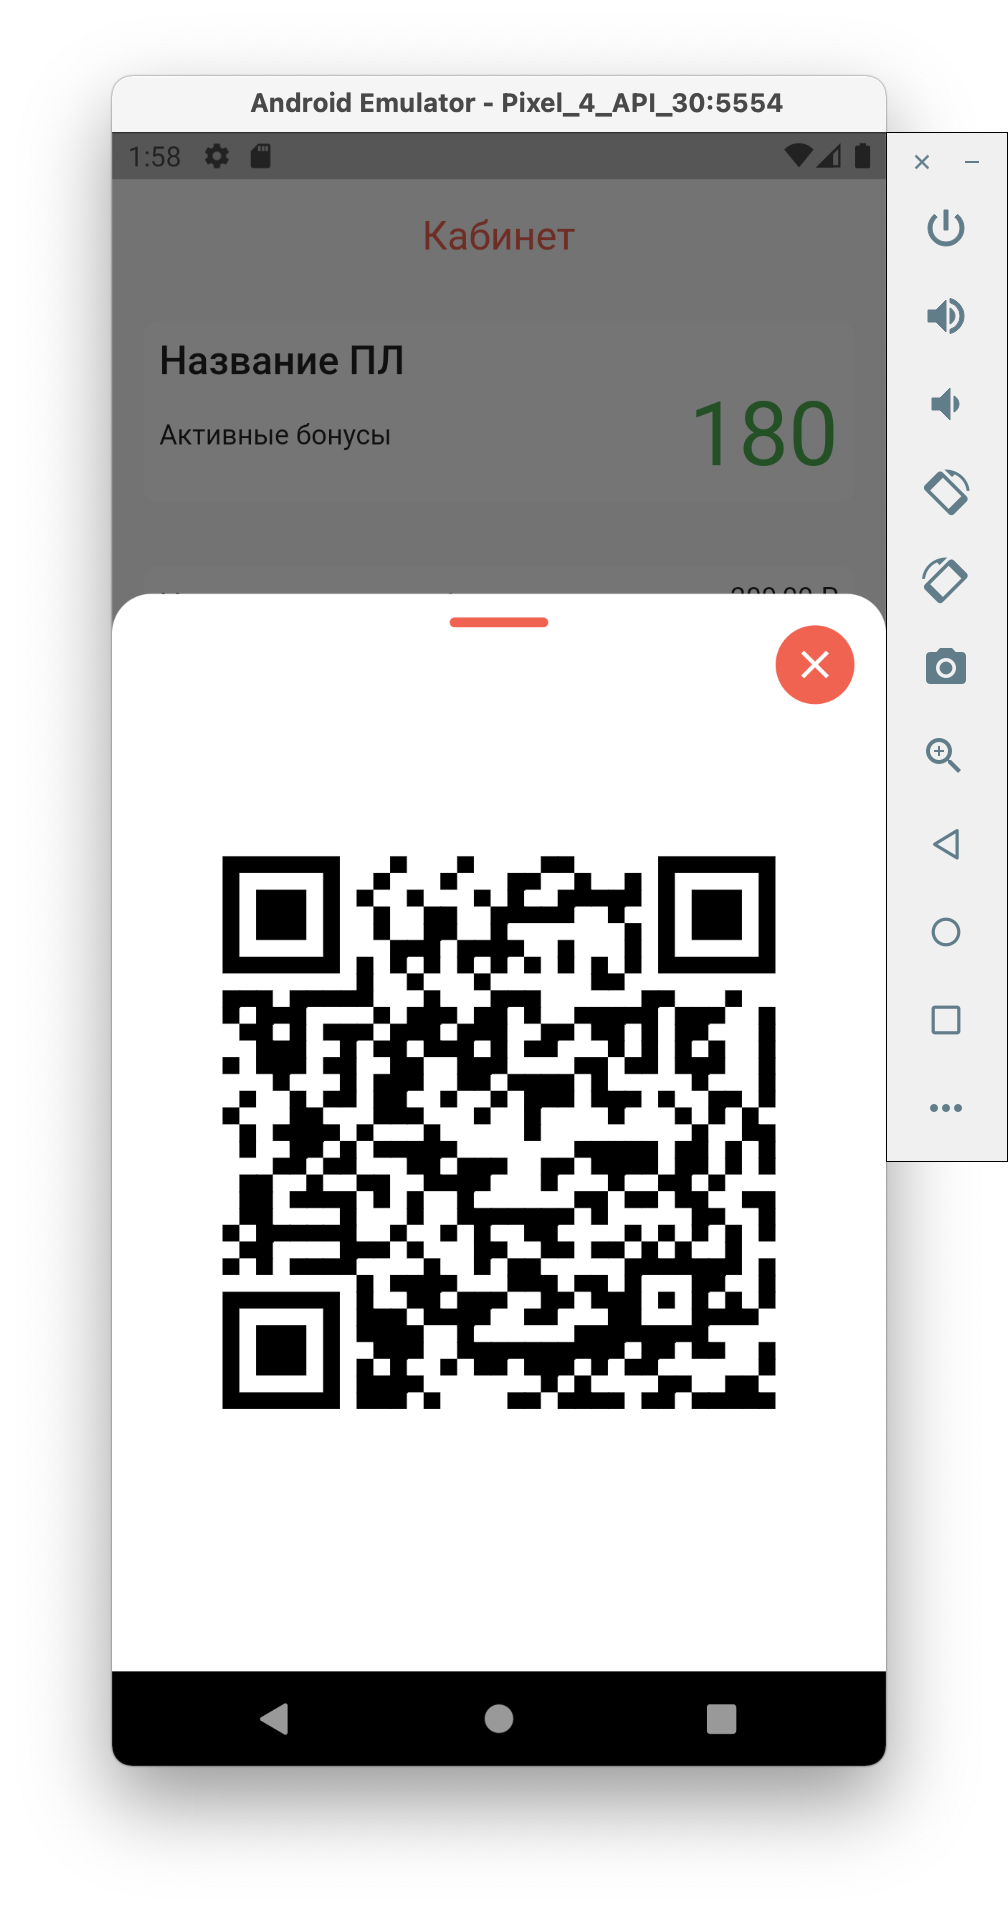 Android Emulator - Pixel_4_API_30:5554
1:58
Кабинет
Название ПЛ
Активные бонусы
180